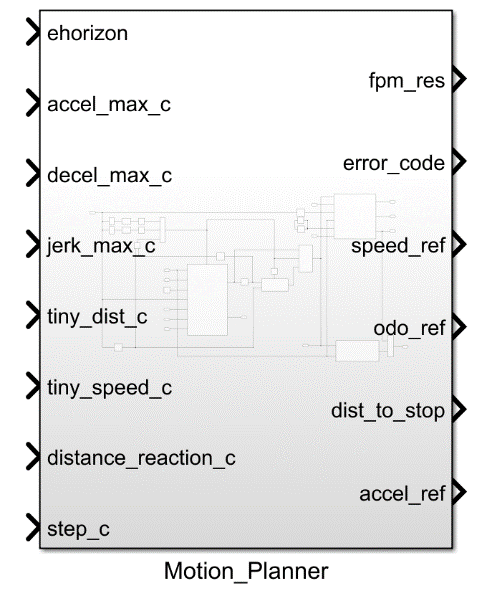 ehorizon
accel_max_c
decel_max_c
jerk_max_c
tiny_dist_c
tiny_speed_c
distance_reaction_c
step_c
fpm_res
error_code
speed_ref
odo_ref
dist_to_stop
accel_ref
Motion_Planner